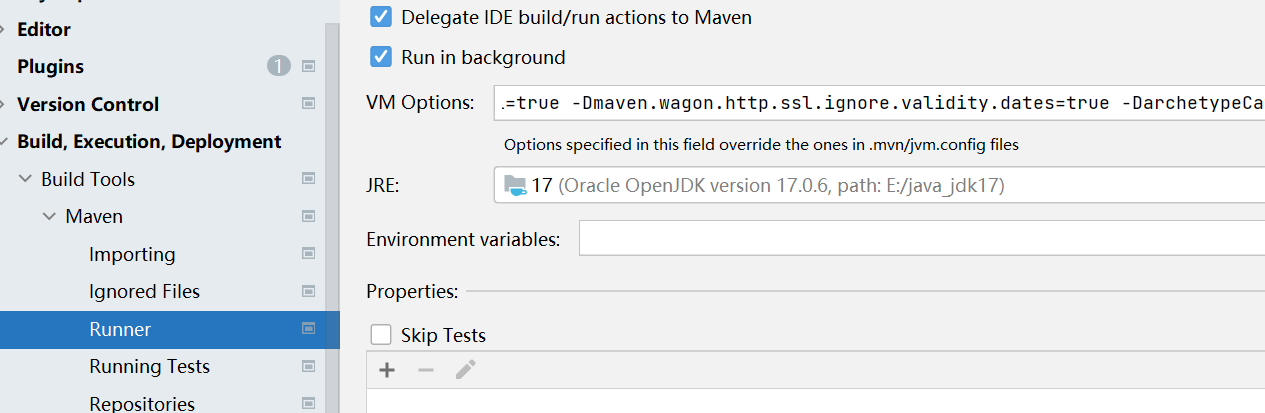 Editor
Plugins 1
Version Control
Build, Execution, Deployment
Build Tools
Maven
Importing
Ignored Files
Runner
Running Tests
Repositories
Delegate IDE build/run actions to Maven
Run in background
VM Options: .=true -Dmaven.wagon.http.ssl.ignore.validity.dates=true -DarchetypeCa
Options specified in this field override the ones in .mvn/jvm.config files
JRE: 17 (Oracle OpenJDK version 17.0.6, path: E:/java_jdk17)
Environment variables:
Properties:
Skip Tests